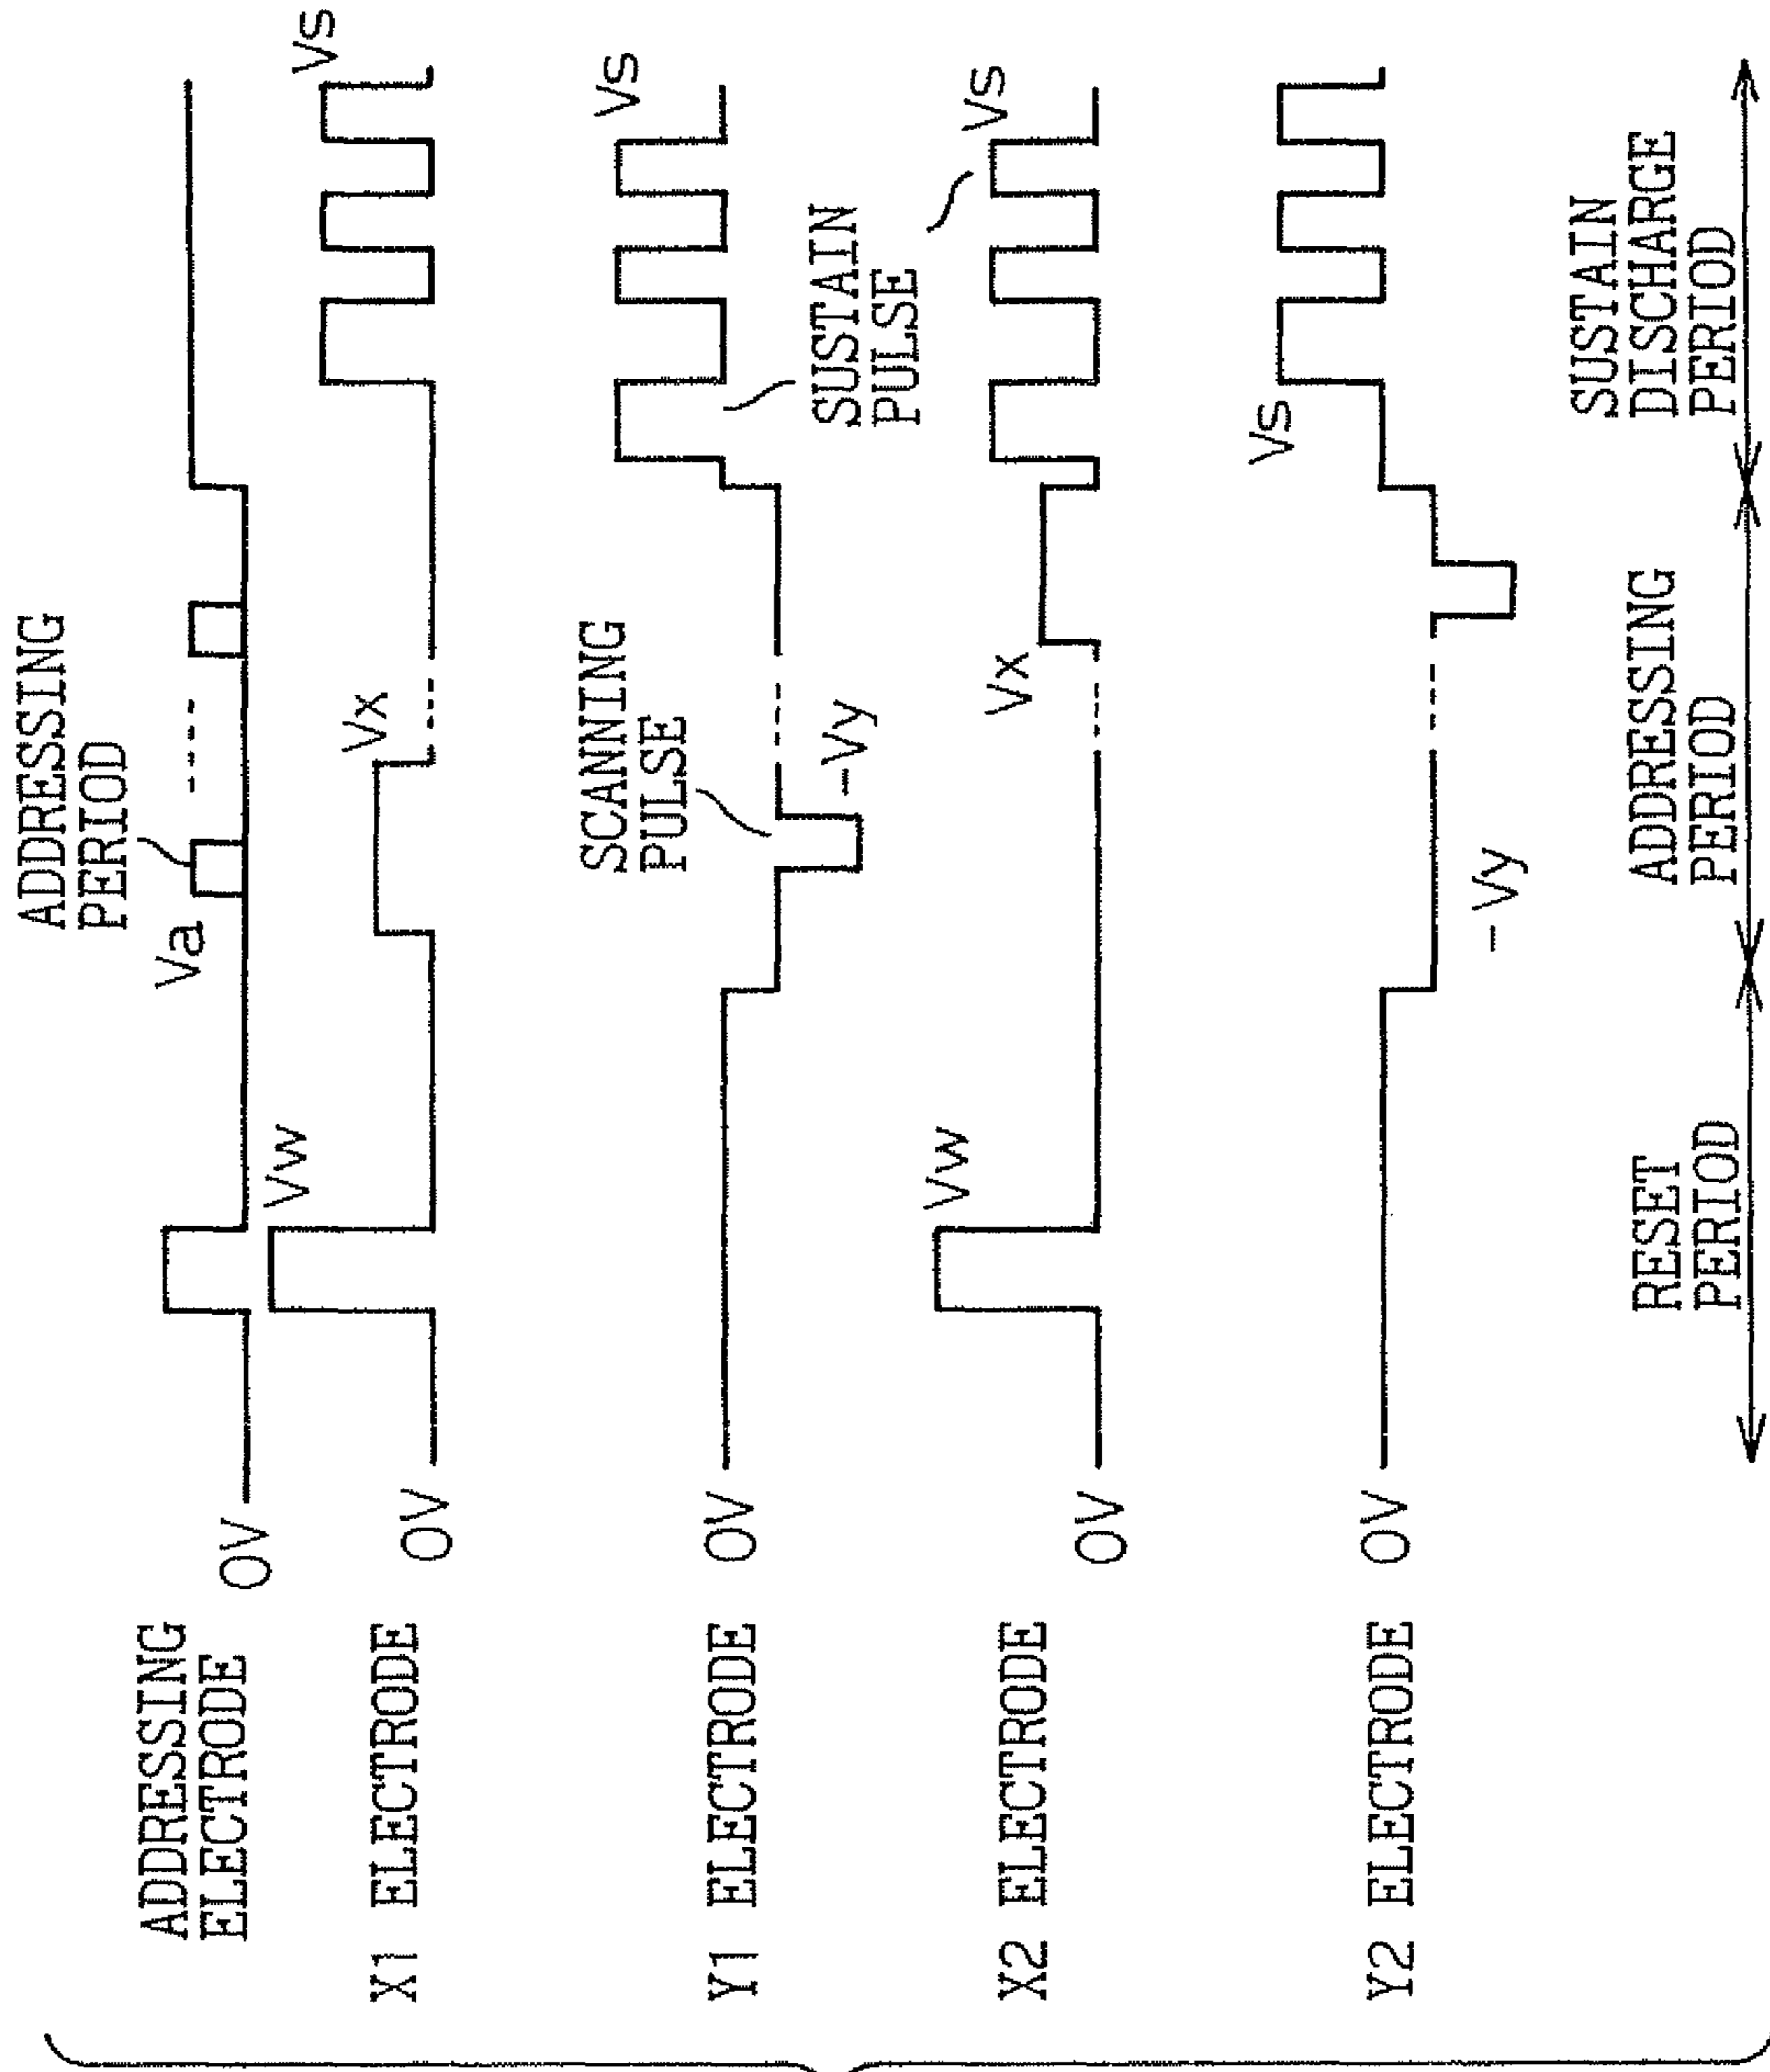 ADDRESSING
ELECTRODE
0V
Va
ADDRESSING
PERIOD
X1 ELECTRODE
0V
Vw
Vx
Vs
Y1 ELECTRODE
0V
SCANNING
PULSE
-Vy
Vs
SUSTAIN
PULSE
X2 ELECTRODE
0V
Vw
Vx
Vs
Y2 ELECTRODE
0V
-Vy
Vs
RESET
PERIOD
ADDRESSING
PERIOD
SUSTAIN
DISCHARGE
PERIOD